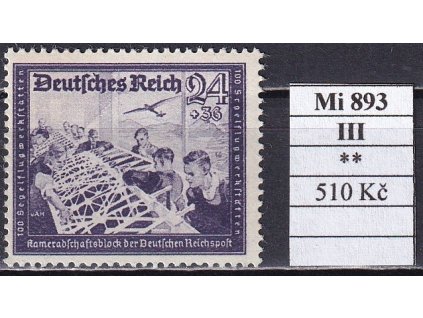 Deutsches Reich 24
+36
100 Segelflugwerkstätten
100 Segelflugwerkstätten
Kameradschaftsblock der Deutschen Reichspost
Mi 893
III
**
510 Kč